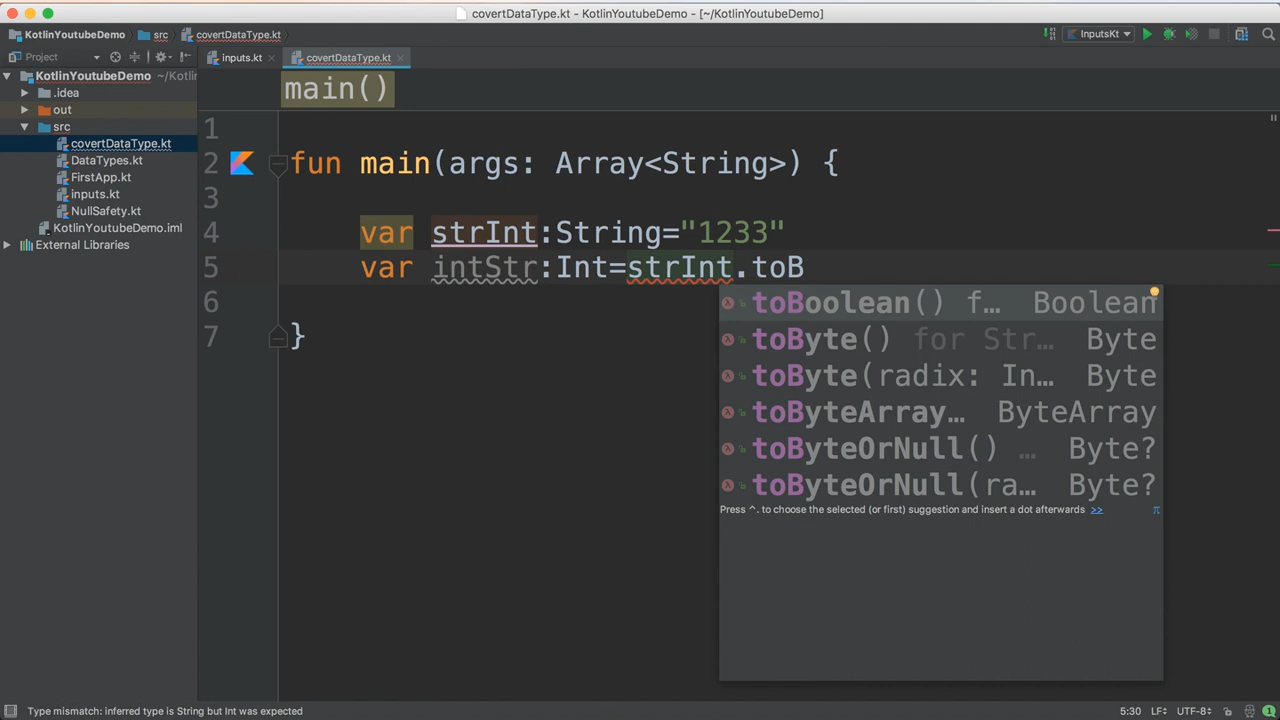 covertDataType.kt - KotlinYoutubeDemo - [~/KotlinYoutubeDemo]
KotlinYoutubeDemo src covertDataType.kt InputsKt
Project inputs.kt covertDataType.kt
KotlinYoutubeDemo ~/Kotlin
main()
.idea
out
src
covertDataType.kt
DataTypes.kt
FirstApp.kt
inputs.kt
NullSafety.kt
KotlinYoutubeDemo.iml
External Libraries
1
2 fun main(args: Array<String>) {
3
4 var strInt:String="1233"
5 var intStr:Int=strInt.toB
6
7 }
toBoolean() f… Boolean
toByte() for Str… Byte
toByte(radix: In… Byte
toByteArray… ByteArray
toByteOrNull() … Byte?
toByteOrNull(ra… Byte?
Press ^. to choose the selected (or first) suggestion and insert a dot afterwards >> π
Type mismatch: inferred type is String but Int was expected 5:30 LF UTF-8 1